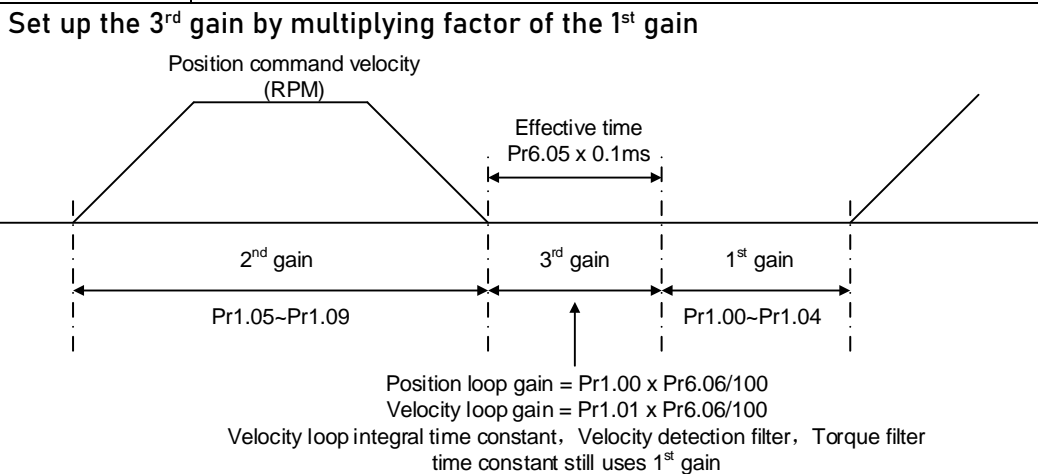 Set up the 3rd gain by multiplying factor of the 1st gain
Position command velocity
(RPM)
Effective time
Pr6.05 x 0.1ms
2nd gain
3rd gain
1st gain
Pr1.05~Pr1.09
Pr1.00~Pr1.04
Position loop gain = Pr1.00 x Pr6.06/100
Velocity loop gain = Pr1.01 x Pr6.06/100
Velocity loop integral time constant，Velocity detection filter，Torque filter
time constant still uses 1st gain